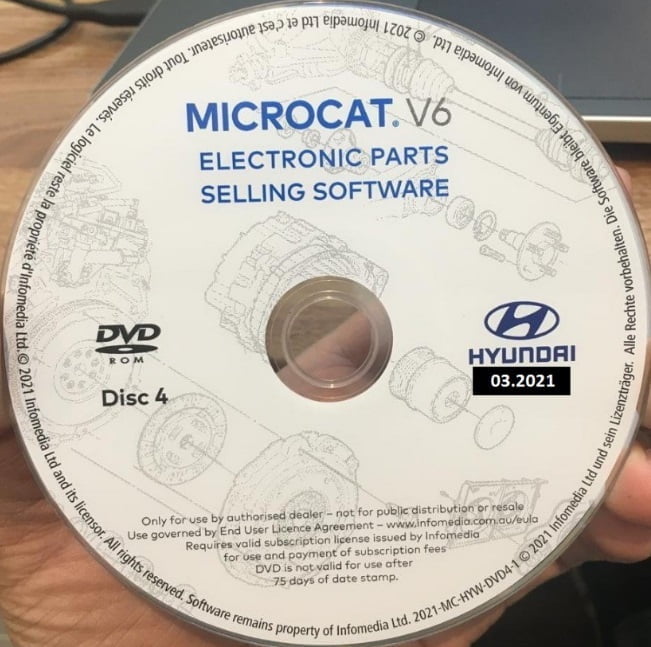 MICROCAT® V6
ELECTRONIC PARTS
SELLING SOFTWARE
DVD
ROM
Disc 4
HYUNDAI
03.2021
Only for use by authorised dealer – not for public distribution or resale
Use governed by End User Licence Agreement – www.infomedia.com.au/eula
Requires valid subscription license issued by Infomedia
for use and payment of subscription fees
DVD is not valid for use after
75 days of date stamp.
© 2021 Infomedia Ltd and its licensor. All rights reserved. Software remains property of Infomedia Ltd. 2021-MC-HYW-DVD4-1
© 2021 Infomedia Ltd und sein Lizenzträger. Alle Rechte vorbehalten. Die Software bleibt Eigentum von Infomedia Ltd.
© 2021 Infomedia Ltd et c'est autorisateur. Tout droits réservés. Le logiciel reste la propriété d'Infomedia Ltd.